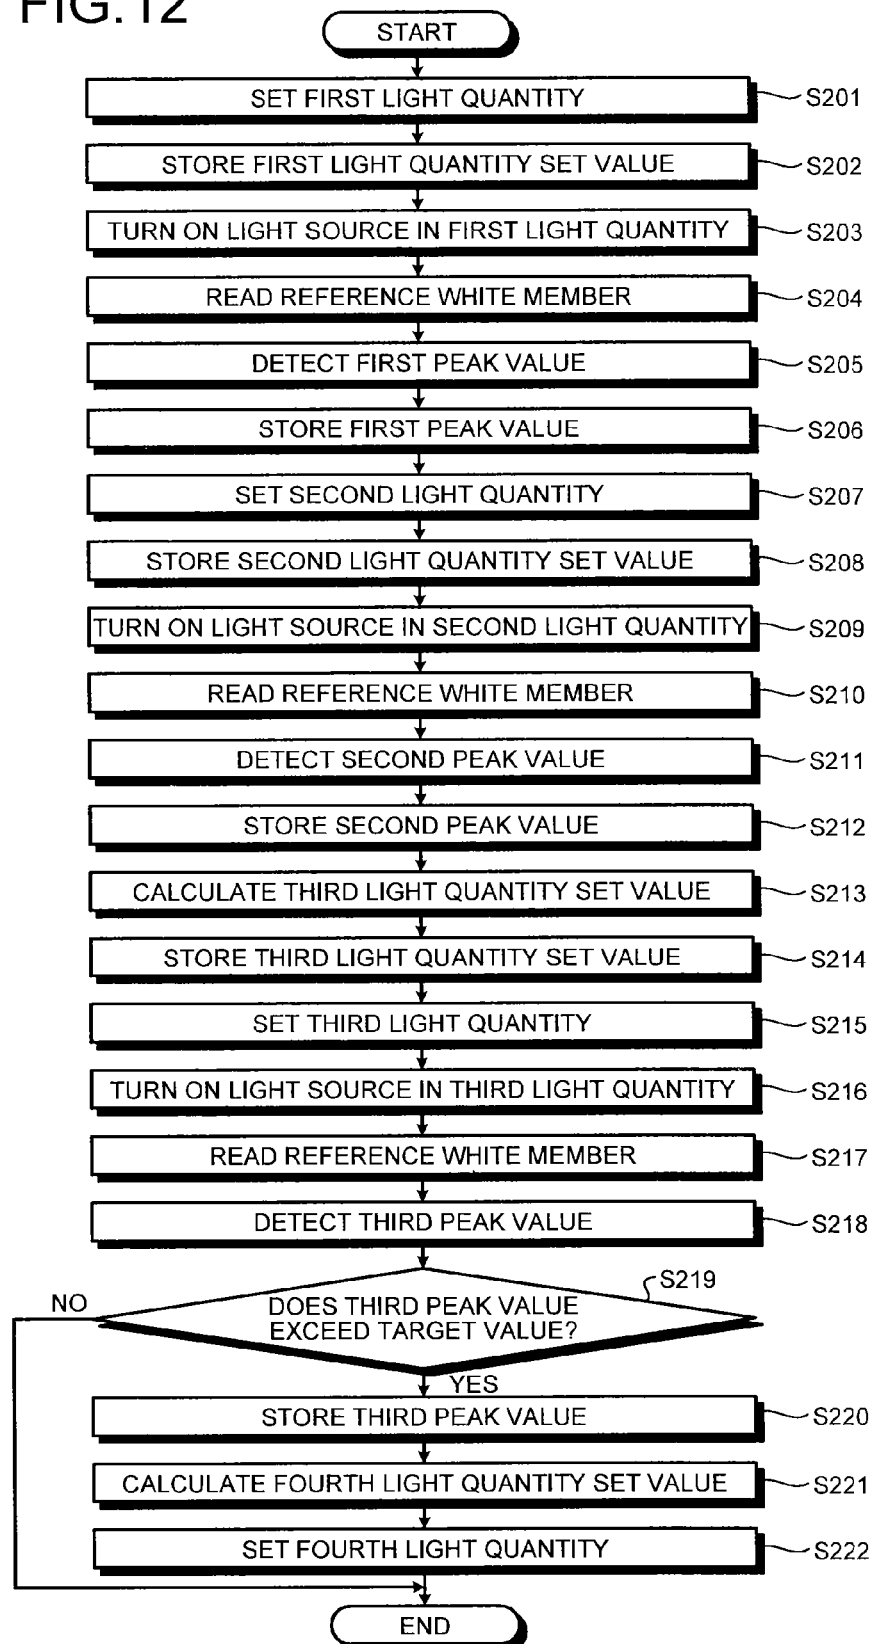 FIG. 12
START
SET FIRST LIGHT QUANTITY
S201
STORE FIRST LIGHT QUANTITY SET VALUE
S202
TURN ON LIGHT SOURCE IN FIRST LIGHT QUANTITY
S203
READ REFERENCE WHITE MEMBER
S204
DETECT FIRST PEAK VALUE
S205
STORE FIRST PEAK VALUE
S206
SET SECOND LIGHT QUANTITY
S207
STORE SECOND LIGHT QUANTITY SET VALUE
S208
TURN ON LIGHT SOURCE IN SECOND LIGHT QUANTITY
S209
READ REFERENCE WHITE MEMBER
S210
DETECT SECOND PEAK VALUE
S211
STORE SECOND PEAK VALUE
S212
CALCULATE THIRD LIGHT QUANTITY SET VALUE
S213
STORE THIRD LIGHT QUANTITY SET VALUE
S214
SET THIRD LIGHT QUANTITY
S215
TURN ON LIGHT SOURCE IN THIRD LIGHT QUANTITY
S216
READ REFERENCE WHITE MEMBER
S217
DETECT THIRD PEAK VALUE
S218
S219
NO
DOES THIRD PEAK VALUE
EXCEED TARGET VALUE?
YES
STORE THIRD PEAK VALUE
S220
CALCULATE FOURTH LIGHT QUANTITY SET VALUE
S221
SET FOURTH LIGHT QUANTITY
S222
END